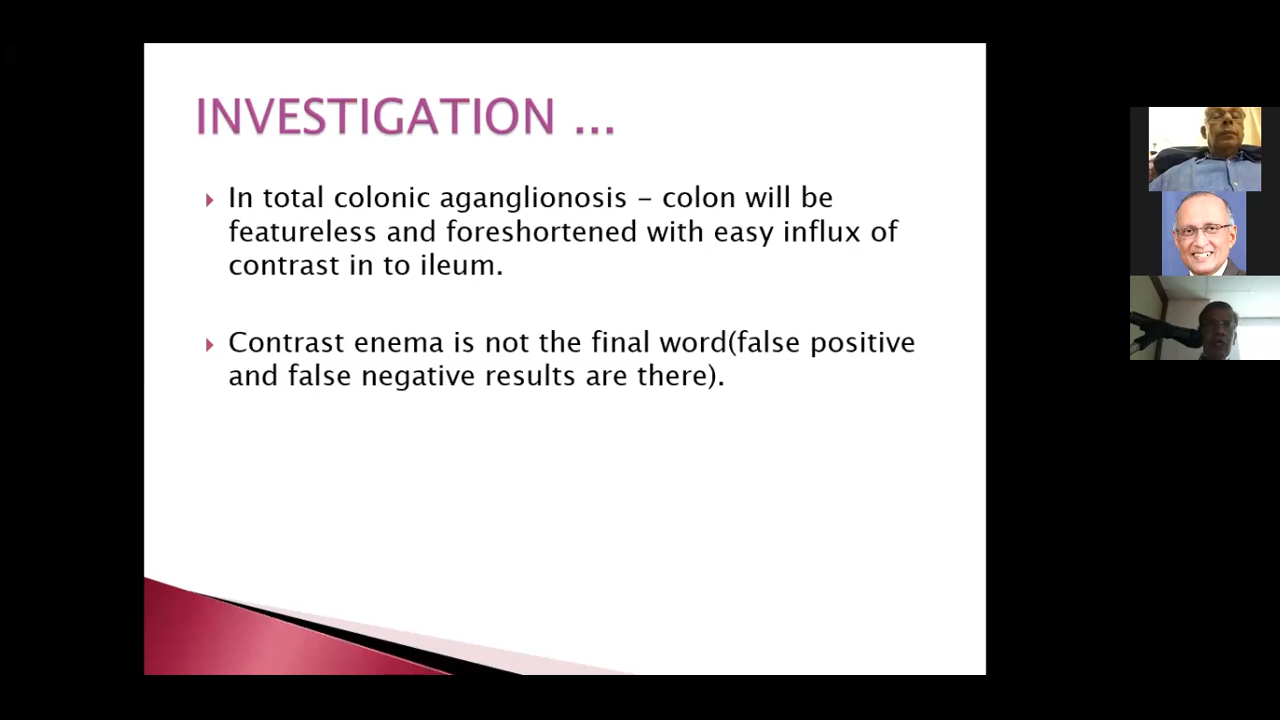 INVESTIGATION ...
In total colonic aganglionosis – colon will be
featureless and foreshortened with easy influx of
contrast in to ileum.
Contrast enema is not the final word(false positive
and false negative results are there).